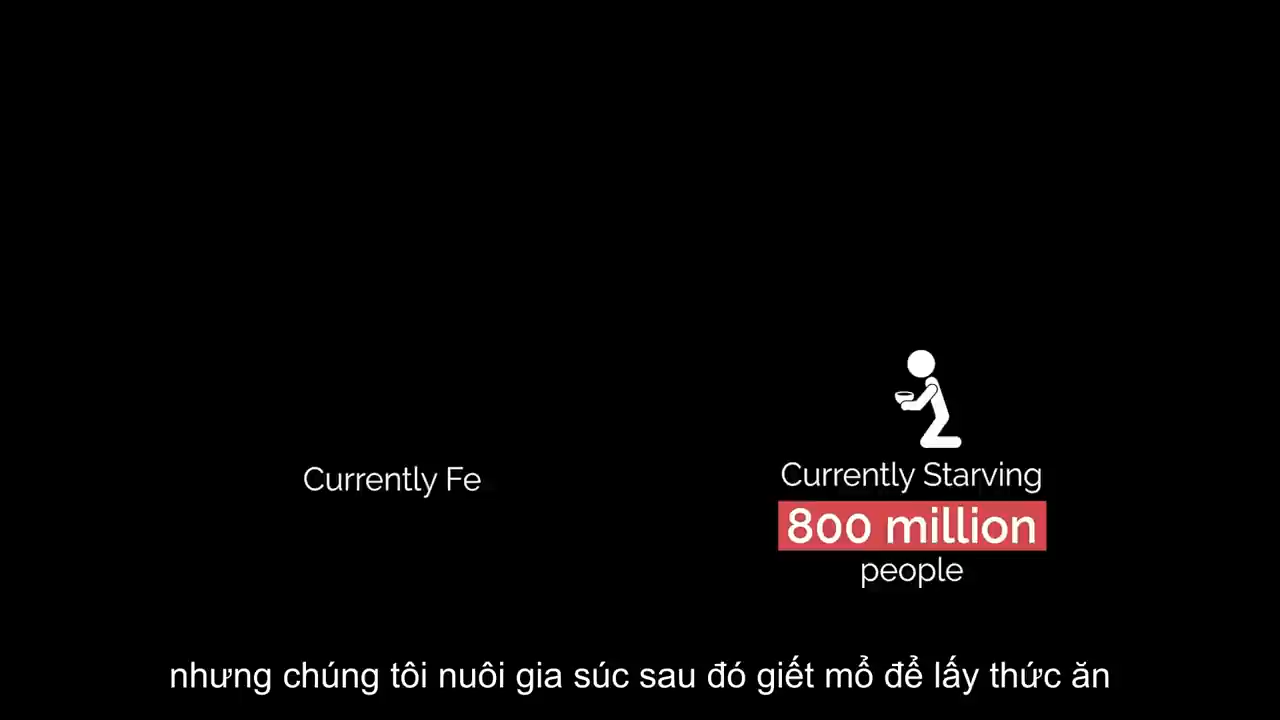 Currently Fe
Currently Starving
800 million
people
nhưng chúng tôi nuôi gia súc sau đó giết mổ để lấy thức ăn